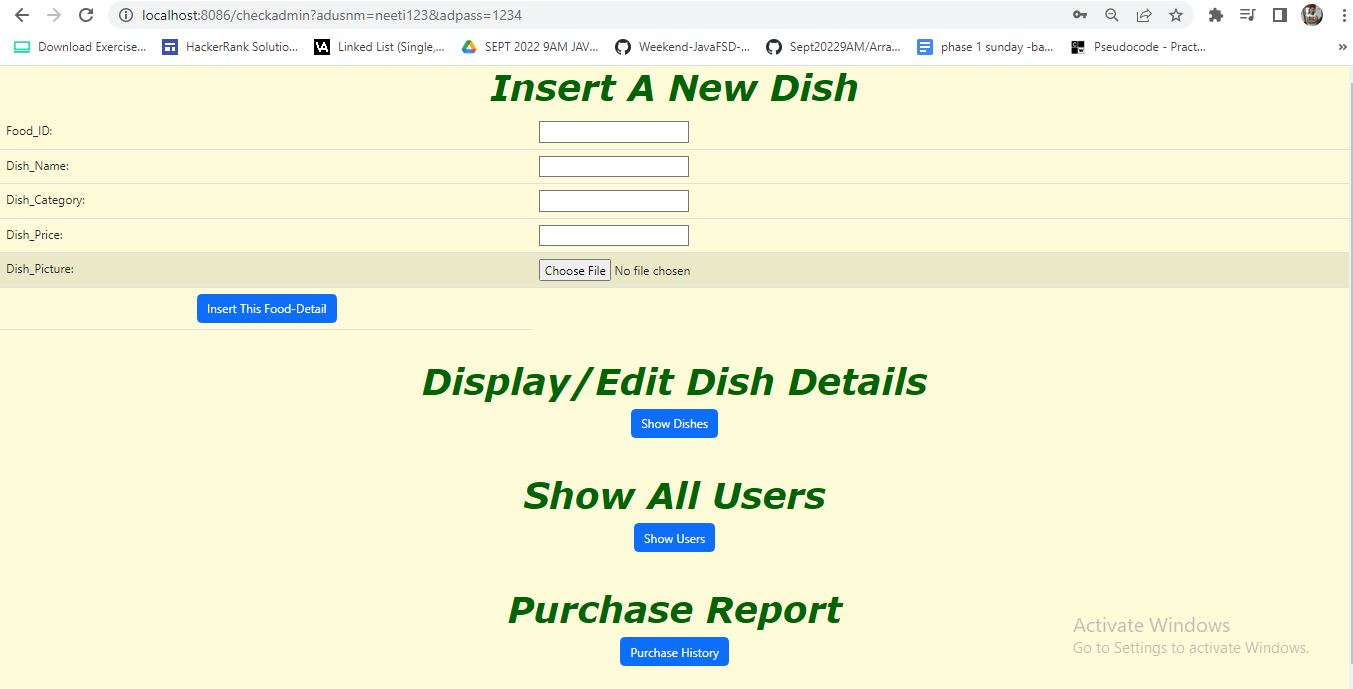 localhost:8086/checkadmin?adusnm=neeti123&adpass=1234
Download Exercise... HackerRank Solutio... Linked List (Single,... SEPT 2022 9AM JAV... Weekend-JavaFSD-... Sept20229AM/Arra... phase 1 sunday -ba... Pseudocode - Pract... »
Insert A New Dish
Food_ID:
Dish_Name:
Dish_Category:
Dish_Price:
Dish_Picture: Choose File No file chosen
Insert This Food-Detail
Display/Edit Dish Details
Show Dishes
Show All Users
Show Users
Purchase Report
Purchase History
Activate Windows
Go to Settings to activate Windows.